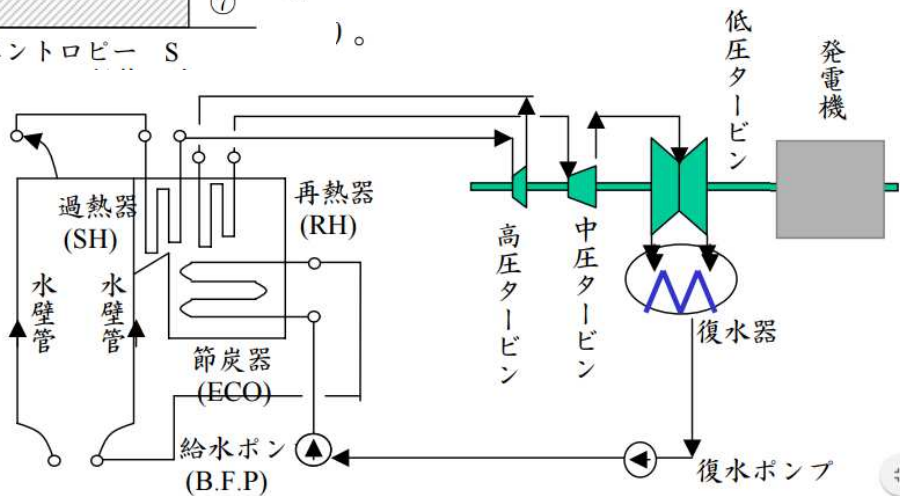 ⑦
ントロピー S
)。
低圧タービン
発電機
過熱器
(SH)
再熱器
(RH)
水壁管
水壁管
高圧タービン
中圧タービン
復水器
節炭器
(ECO)
給水ポン
(B.F.P)
復水ポンプ